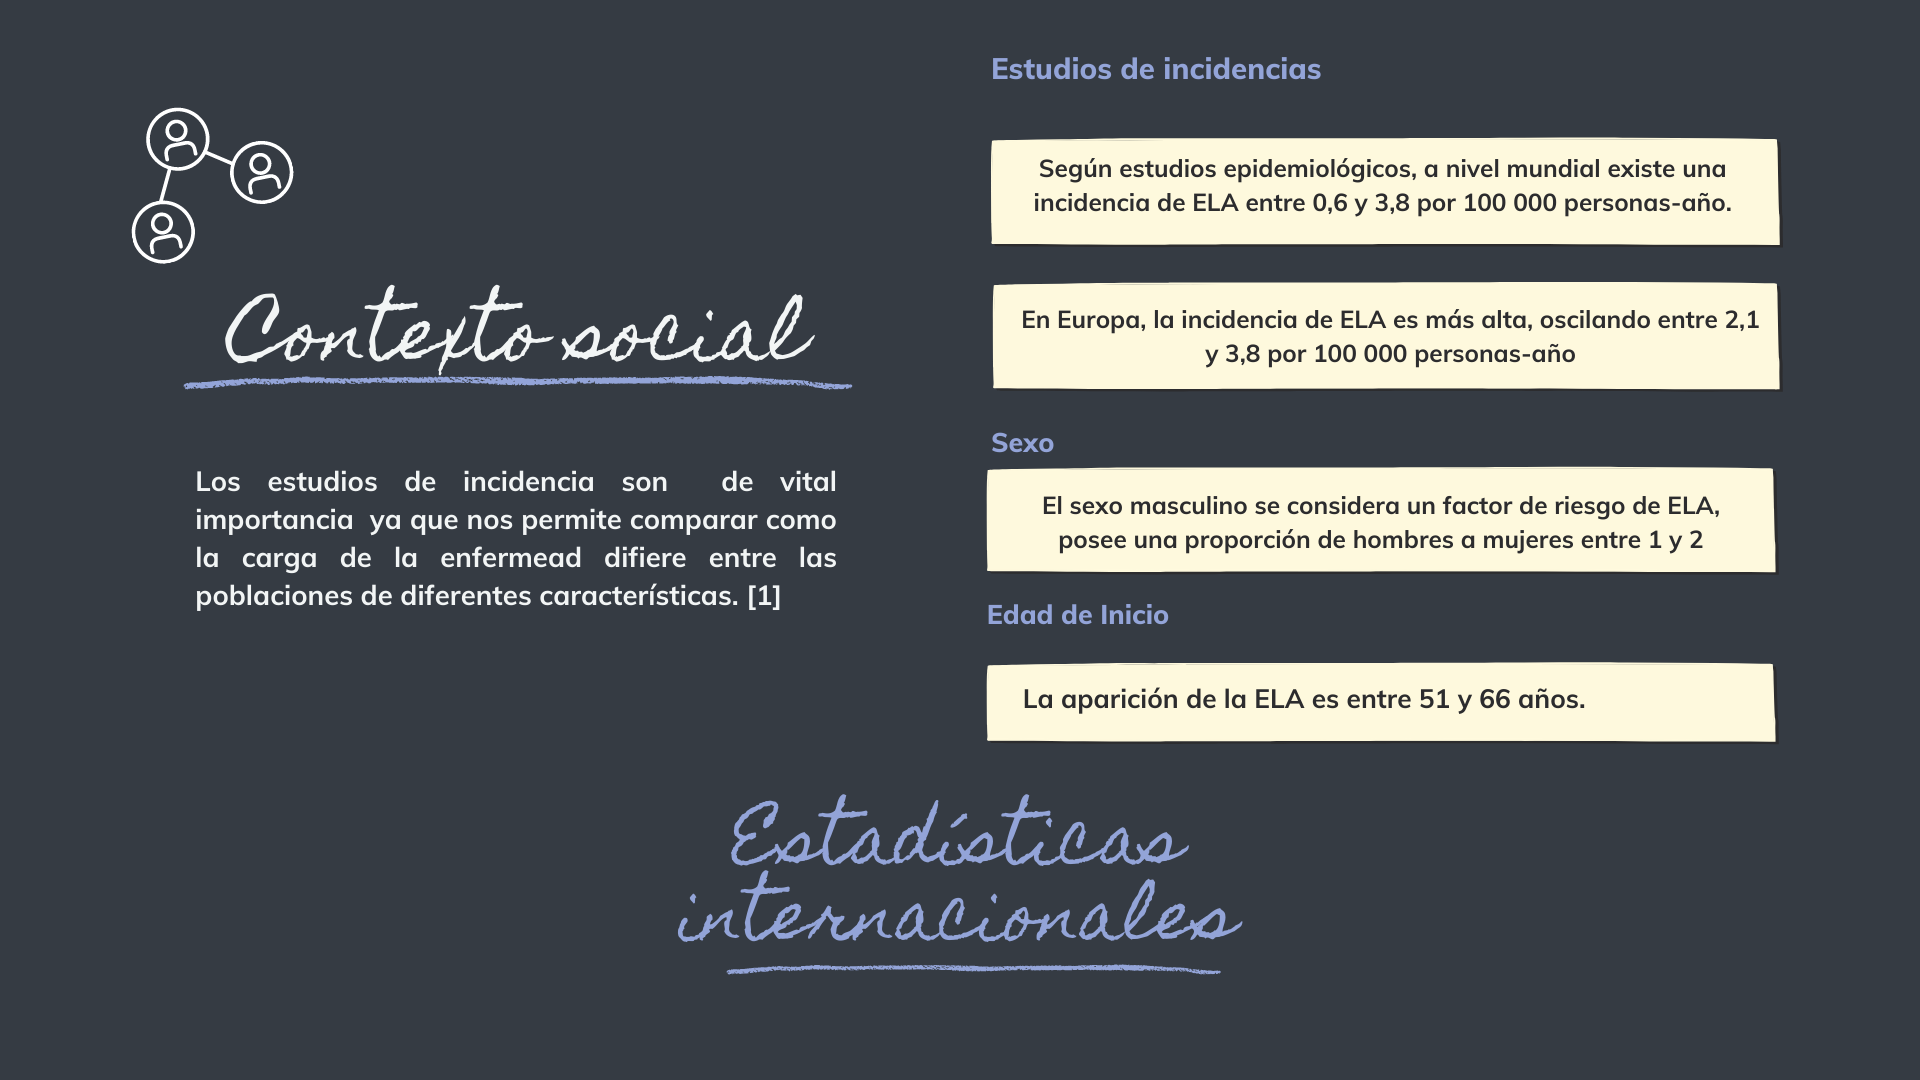 Contexto social
Los estudios de incidencia son de vital
importancia ya que nos permite comparar como
la carga de la enfermead difiere entre las
poblaciones de diferentes características. [1]
Estudios de incidencias
Según estudios epidemiológicos, a nivel mundial existe una
incidencia de ELA entre 0,6 y 3,8 por 100 000 personas-año.
En Europa, la incidencia de ELA es más alta, oscilando entre 2,1
y 3,8 por 100 000 personas-año
Sexo
El sexo masculino se considera un factor de riesgo de ELA,
posee una proporción de hombres a mujeres entre 1 y 2
Edad de Inicio
La aparición de la ELA es entre 51 y 66 años.
Estadísticas
internacionales